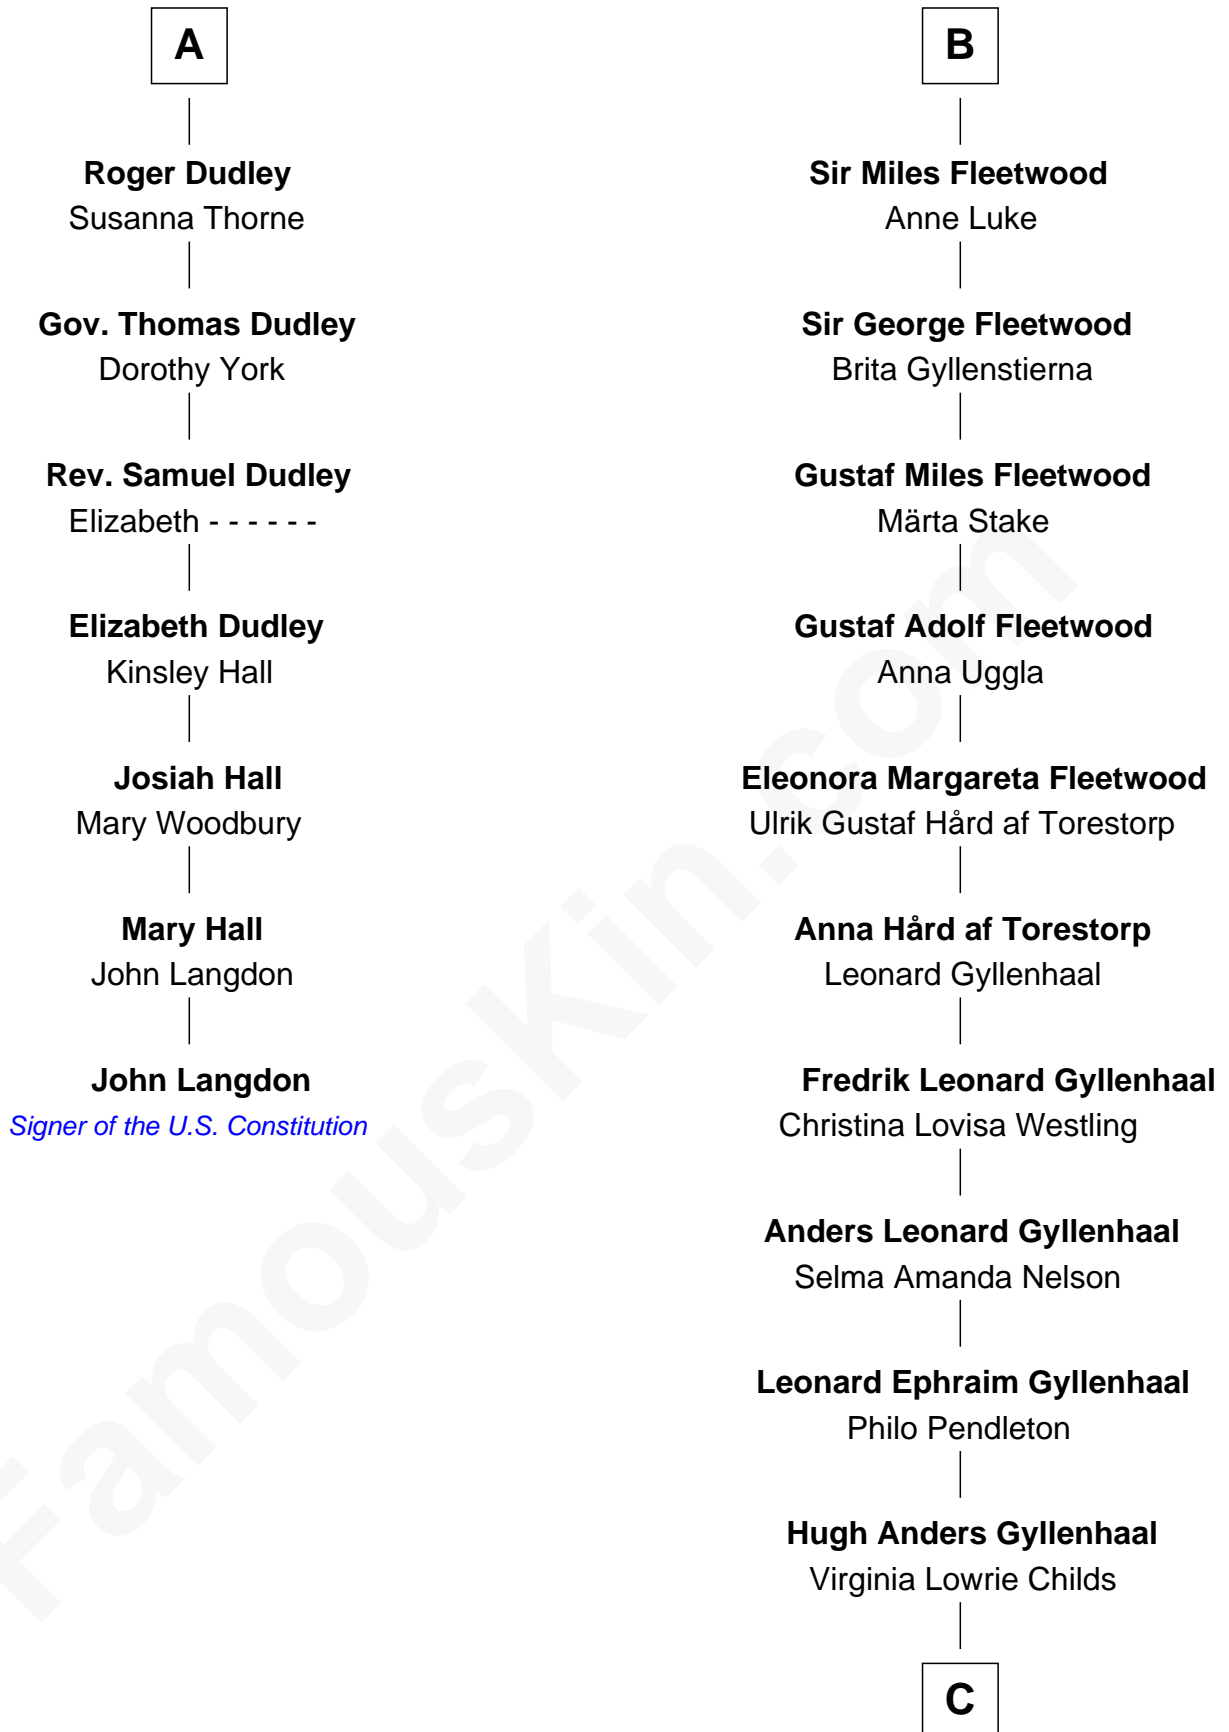 A
Roger Dudley
Susanna Thorne
Gov. Thomas Dudley
Dorothy York
Rev. Samuel Dudley
Elizabeth - - - - - -
Elizabeth Dudley
Kinsley Hall
Josiah Hall
Mary Woodbury
Mary Hall
John Langdon
John Langdon
Signer of the U.S. Constitution
B
Sir Miles Fleetwood
Anne Luke
Sir George Fleetwood
Brita Gyllenstierna
Gustaf Miles Fleetwood
Märta Stake
Gustaf Adolf Fleetwood
Anna Uggla
Eleonora Margareta Fleetwood
Ulrik Gustaf Hård af Torestorp
Anna Hård af Torestorp
Leonard Gyllenhaal
Fredrik Leonard Gyllenhaal
Christina Lovisa Westling
Anders Leonard Gyllenhaal
Selma Amanda Nelson
Leonard Ephraim Gyllenhaal
Philo Pendleton
Hugh Anders Gyllenhaal
Virginia Lowrie Childs
C
FamousKin.com